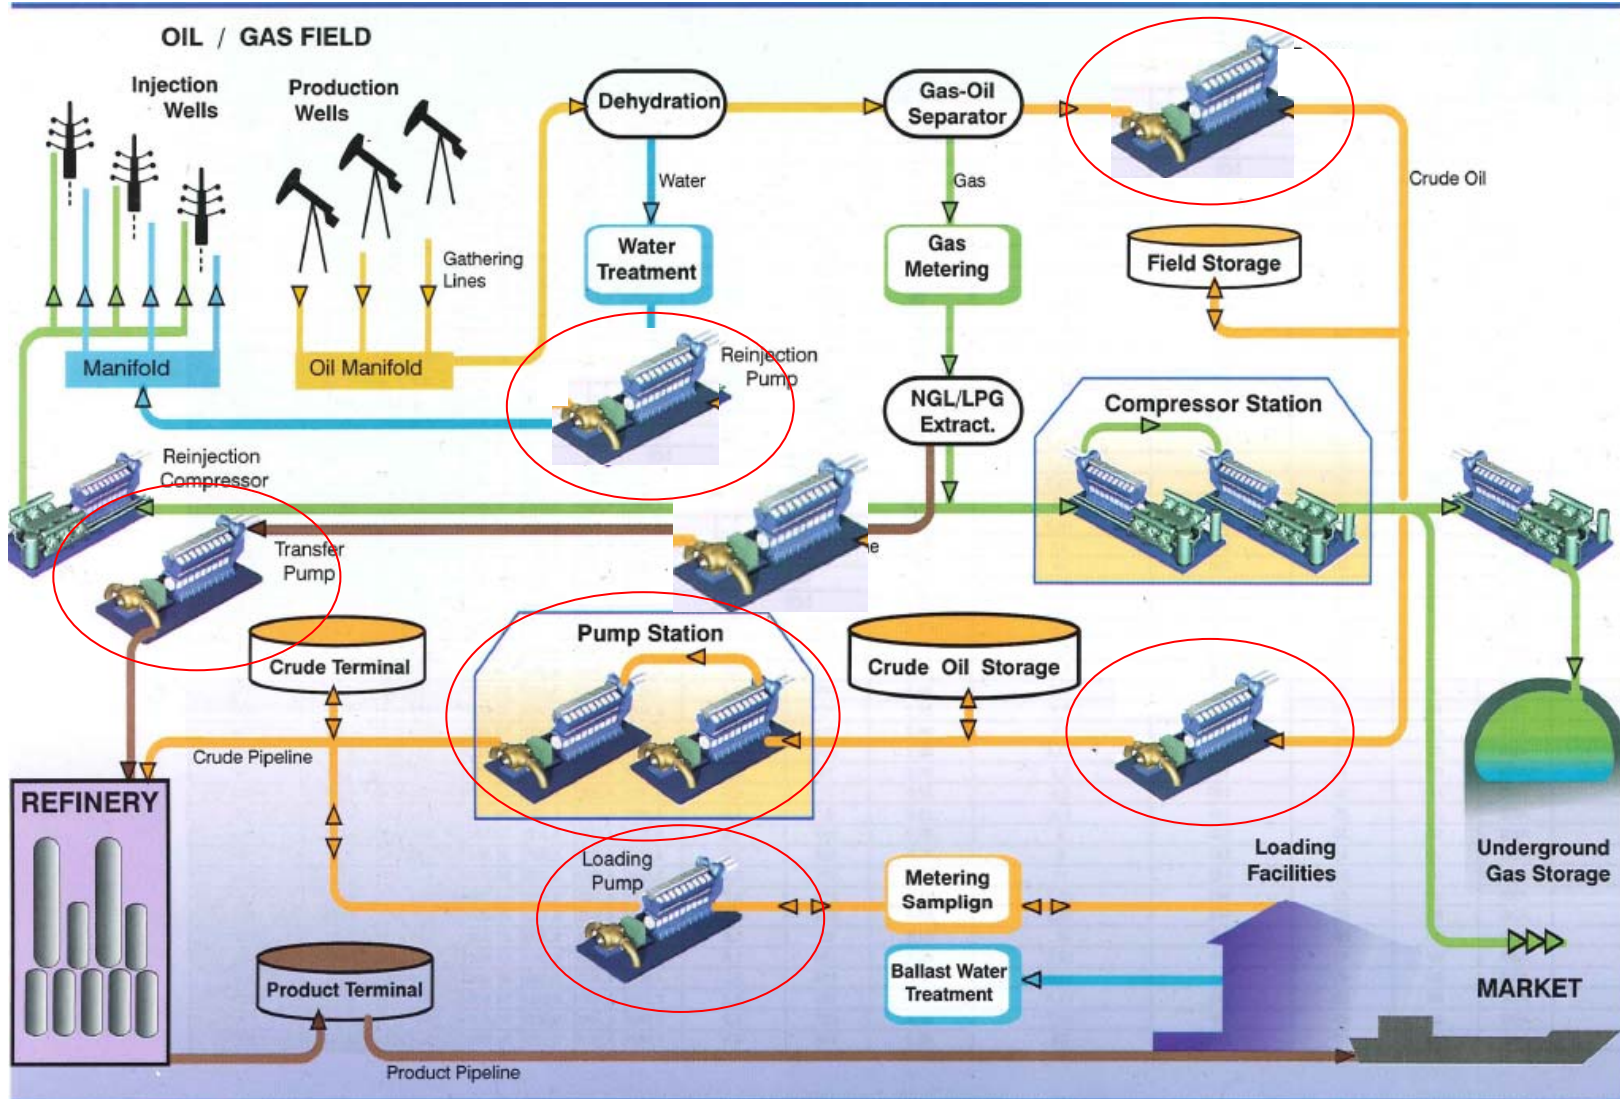 OIL / GAS FIELD
Injection
Wells
Production
Wells
Dehydration
Gas-Oil
Separator
Water
Gas
Crude Oil
Gathering
Lines
Water
Treatment
Gas
Metering
Field Storage
Manifold
Oil Manifold
Reinjection
Pump
NGL/LPG
Extract.
Compressor Station
Reinjection
Compressor
Transfer
Pump
Crude Terminal
Pump Station
Crude Oil Storage
Crude Pipeline
REFINERY
Loading
Pump
Metering
Samplign
Loading
Facilities
Underground
Gas Storage
Product Terminal
Ballast Water
Treatment
MARKET
Product Pipeline